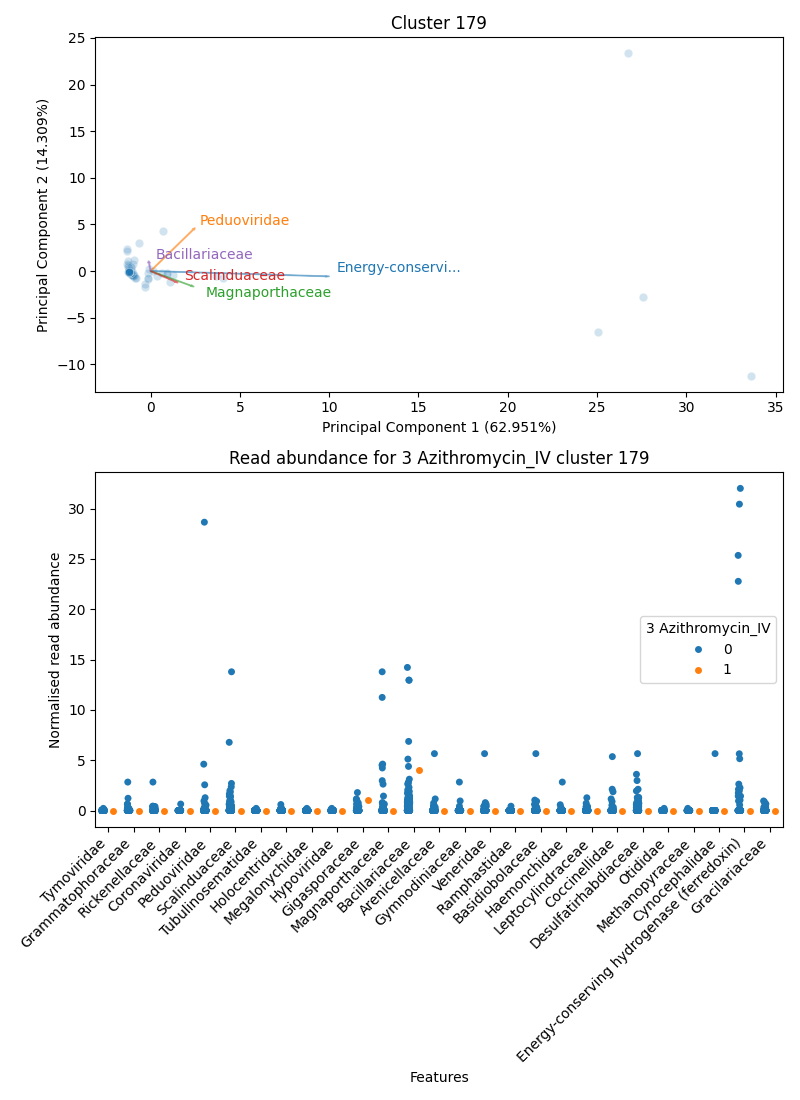 Cluster 179
Principal Component 2 (14.309%)
25
20
15
10
5
0
−5
−10
Peduoviridae
Bacillariaceae
Energy-conservi...
Scalinduaceae
Magnaporthaceae
0
5
10
15
20
25
30
35
Principal Component 1 (62.951%)
Read abundance for 3 Azithromycin_IV cluster 179
Normalised read abundance
30
25
20
15
10
5
0
3 Azithromycin_IV
0
1
Tymoviridae
Grammatophoraceae
Rickenellaceae
Coronaviridae
Peduoviridae
Scalinduaceae
Tubulinosematidae
Holocentridae
Megalonychidae
Hypoviridae
Gigasporaceae
Magnaporthaceae
Bacillariaceae
Arenicellaceae
Gymnodiniaceae
Veneridae
Ramphastidae
Basidiobolaceae
Haemonchidae
Leptocylindraceae
Coccinellidae
Desulfatirhabdiaceae
Otididae
Methanopyraceae
Cynocephalidae
Energy-conserving hydrogenase (ferredoxin)
Gracilariaceae
Features